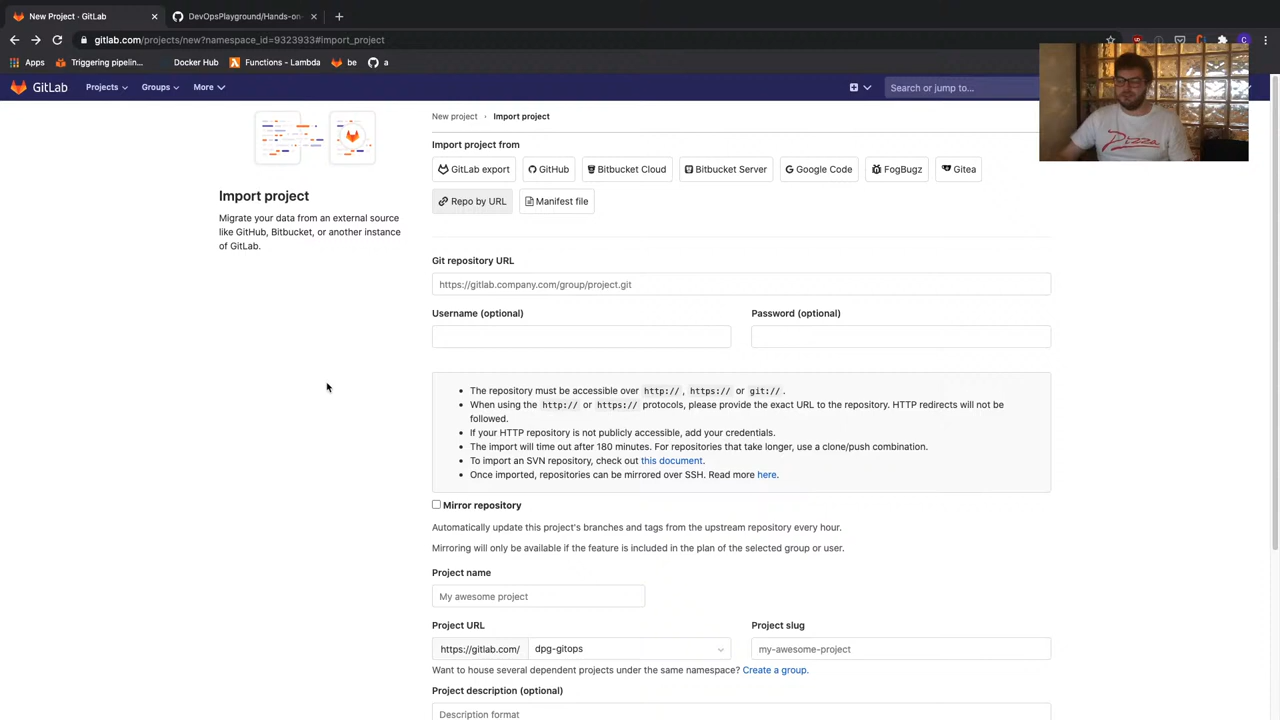 New Project · GitLab
DevOpsPlayground/Hands-on-
gitlab.com/projects/new?namespace_id=9323933#import_project
Apps
Triggering pipelin...
Docker Hub
Functions - Lambda
be
a
GitLab
Projects
Groups
More
Search or jump to...
New project
Import project
Import project from
GitLab export
GitHub
Bitbucket Cloud
Bitbucket Server
Google Code
FogBugz
Gitea
Repo by URL
Manifest file
Import project
Migrate your data from an external source
like GitHub, Bitbucket, or another instance
of GitLab.
Git repository URL
https://gitlab.company.com/group/project.git
Username (optional)
Password (optional)
The repository must be accessible over http://, https:// or git://.
When using the http:// or https:// protocols, please provide the exact URL to the repository. HTTP redirects will not be
followed.
If your HTTP repository is not publicly accessible, add your credentials.
The import will time out after 180 minutes. For repositories that take longer, use a clone/push combination.
To import an SVN repository, check out this document.
Once imported, repositories can be mirrored over SSH. Read more here.
Mirror repository
Automatically update this project's branches and tags from the upstream repository every hour.
Mirroring will only be available if the feature is included in the plan of the selected group or user.
Project name
My awesome project
Project URL
Project slug
https://gitlab.com/
dpg-gitops
my-awesome-project
Want to house several dependent projects under the same namespace? Create a group.
Project description (optional)
Description format